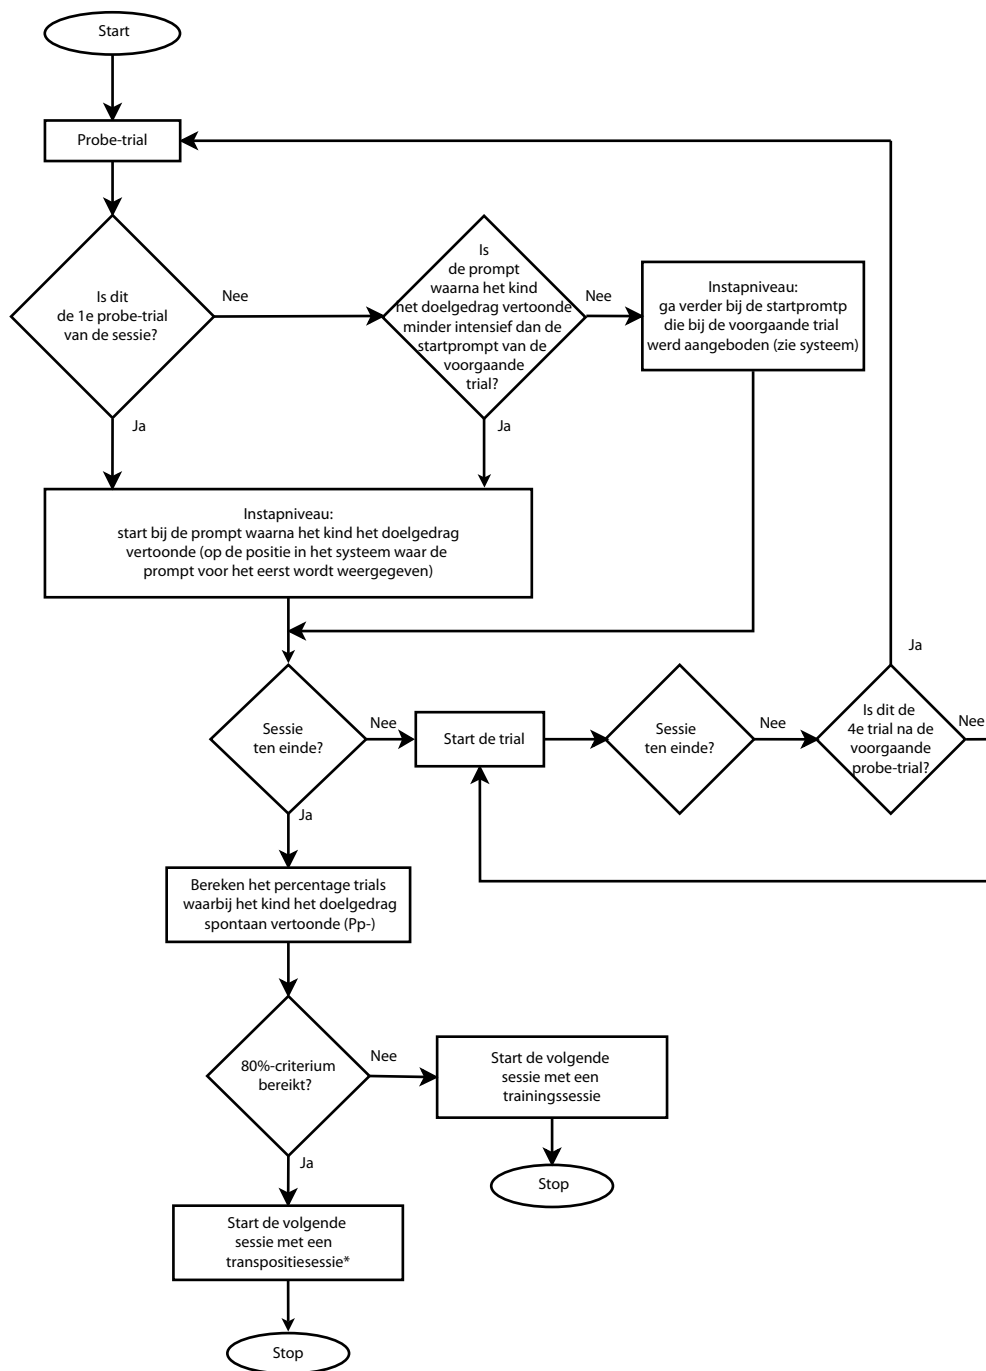 Start
Probe-trial
Is dit
de 1e probe-trial
van de sessie?
Nee
Ja
Is
de prompt
waarna het kind
het doelgedrag vertoonde
minder intensief dan de
startprompt van de
voorgaande
trial?
Nee
Ja
Instapniveau:
ga verder bij de startpromtp
die bij de voorgaande trial
werd aangeboden (zie systeem)
Instapniveau:
start bij de prompt waarna het kind het doelgedrag
vertoonde (op de positie in het systeem waar de
prompt voor het eerst wordt weergegeven)
Sessie
ten einde?
Nee
Ja
Start de trial
Sessie
ten einde?
Nee
Is dit de
4e trial na de
voorgaande
probe-trial?
Ja
Nee
Bereken het percentage trials
waarbij het kind het doelgedrag
spontaan vertoonde (Pp-)
80%-criterium
bereikt?
Nee
Ja
Start de volgende
sessie met een
trainingssessie
Stop
Start de volgende
sessie met een
transpositiesessie*
Stop